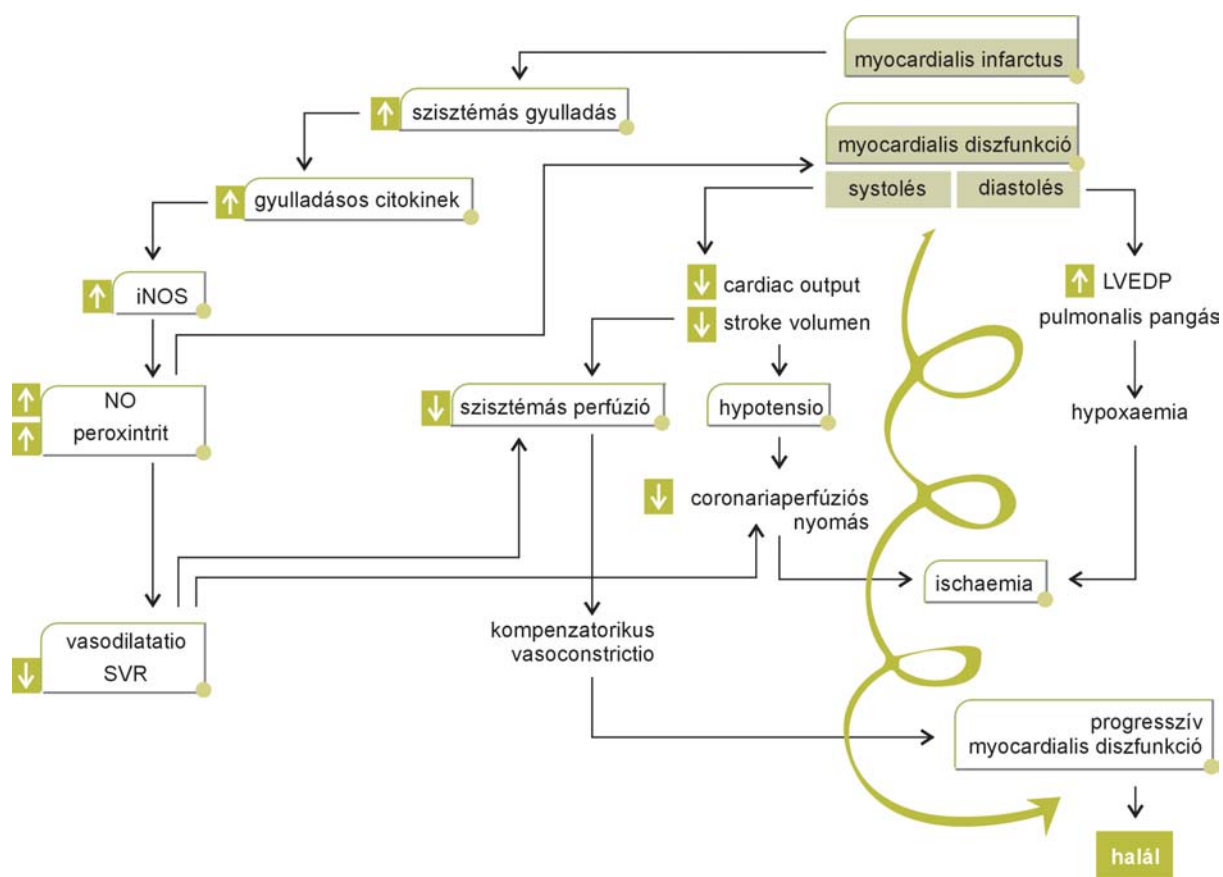 myocardialis infarctus
szisztémás gyulladás
myocardialis diszfunkció
systolés
diastolés
gyulladásos citokinek
iNOS
cardiac output
stroke volumen
LVEDP
pulmonalis pangás
NO
peroxintrit
szisztémás perfúzió
hypotensio
hypoxaemia
coronariaperfúziós
nyomás
ischaemia
vasodilatatio
SVR
kompenzatorikus
vasoconstrictio
progresszív
myocardialis diszfunkció
halál